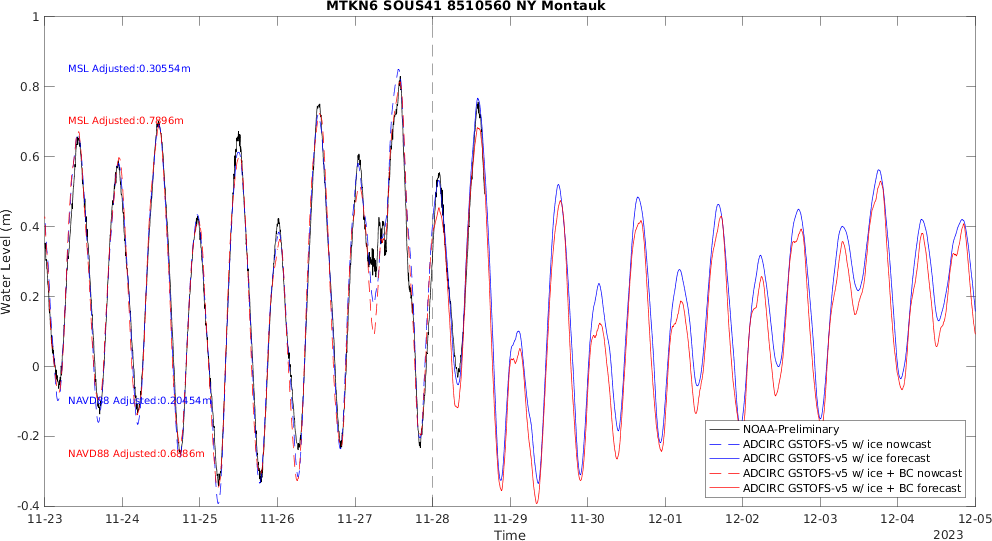 MTKN6 SOUS41 8510560 NY Montauk
1
0.8
0.6
0.4
0.2
0
-0.2
-0.4
Water Level (m)
MSL Adjusted:0.30554m
MSL Adjusted:0.7896m
NAVD88 Adjusted:0.20454m
NAVD88 Adjusted:0.6886m
NOAA-Preliminary
ADCIRC GSTOFS-v5 w/ ice nowcast
ADCIRC GSTOFS-v5 w/ ice forecast
ADCIRC GSTOFS-v5 w/ ice + BC nowcast
ADCIRC GSTOFS-v5 w/ ice + BC forecast
11-23 11-24 11-25 11-26 11-27 11-28 11-29 11-30 12-01 12-02 12-03 12-04 12-05
Time
2023